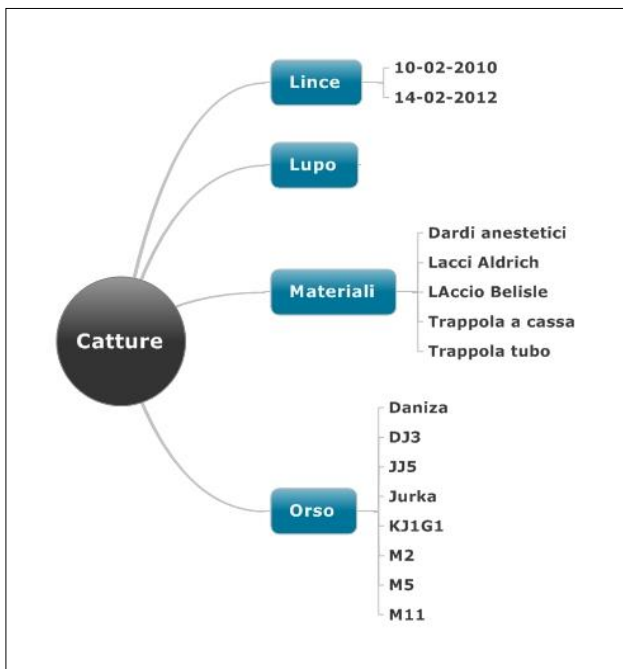 Catture
Lince
10-02-2010
14-02-2012
Lupo
Materiali
Dardi anestetici
Lacci Aldrich
LAccio Belisle
Trappola a cassa
Trappola tubo
Orso
Daniza
DJ3
JJ5
Jurka
KJ1G1
M2
M5
M11